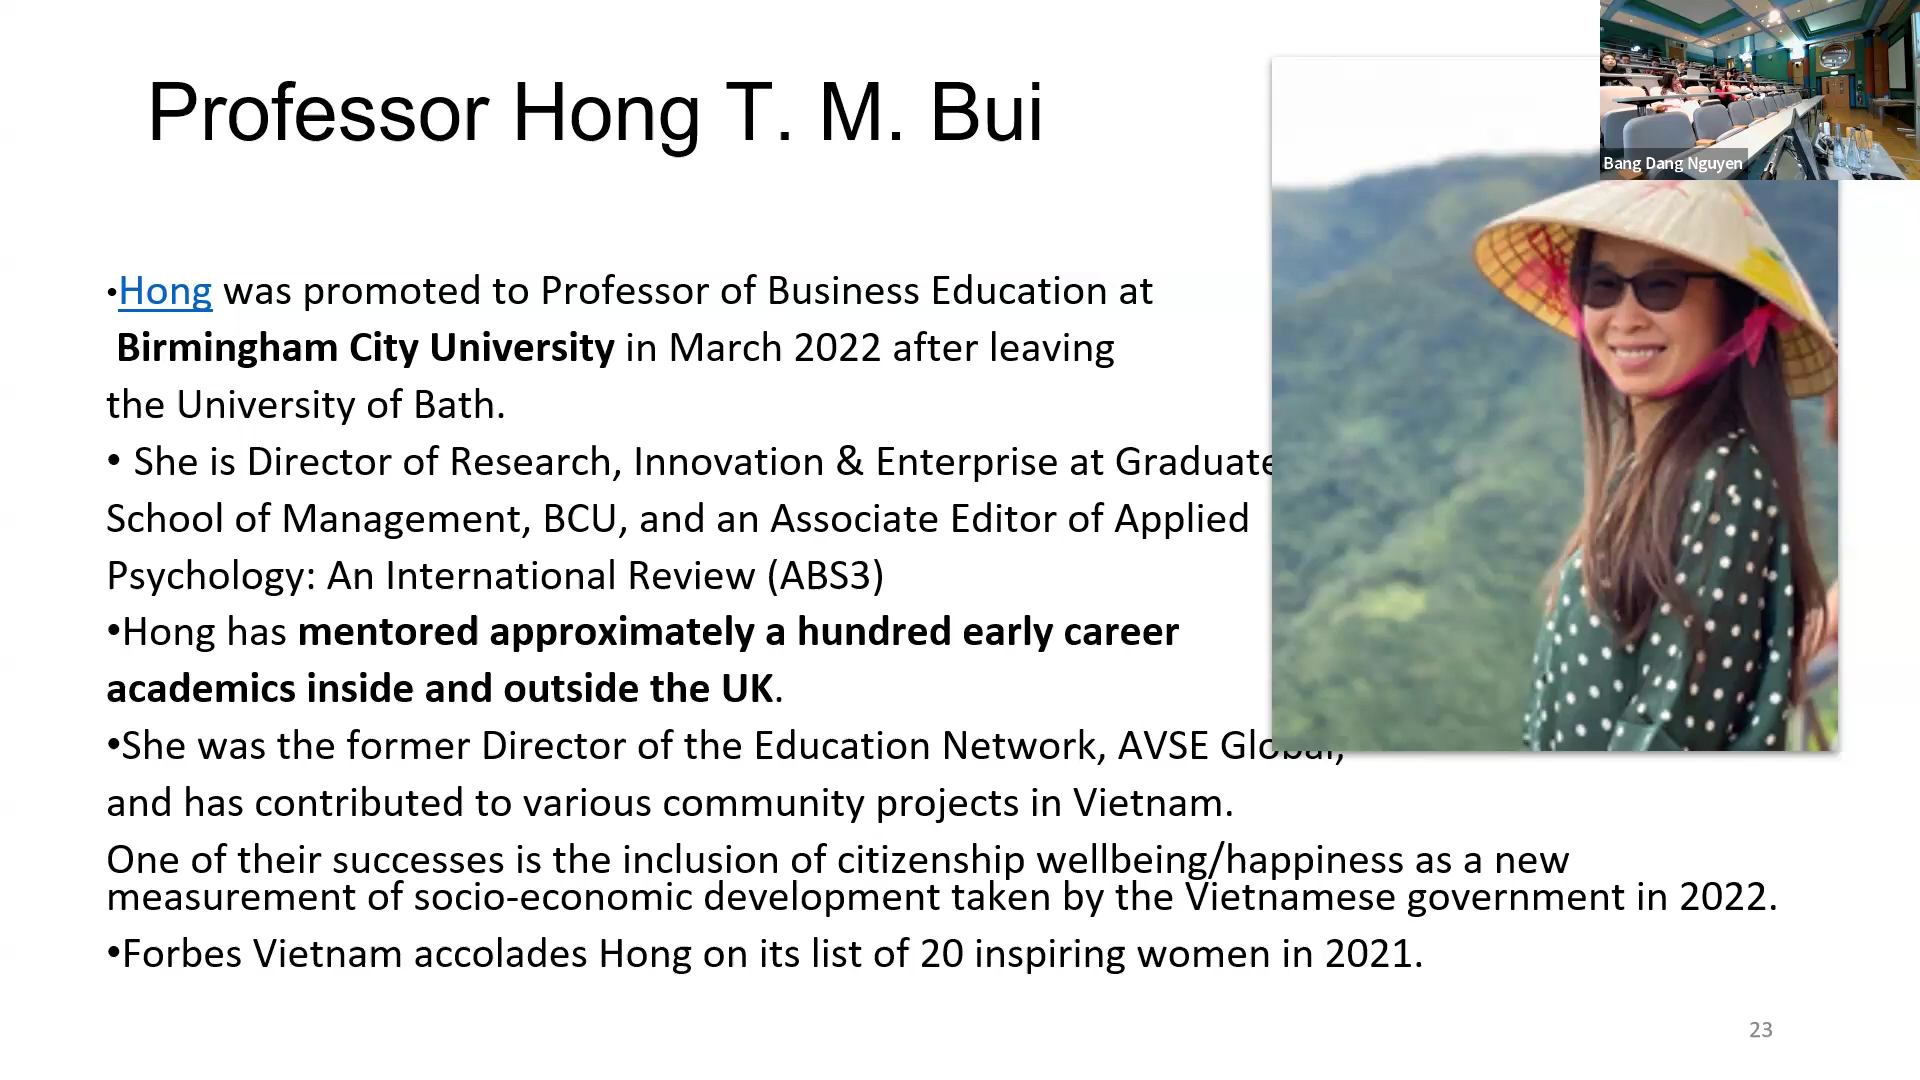 Professor Hong T. M. Bui
Bang Dang Nguyen
•Hong was promoted to Professor of Business Education at
Birmingham City University in March 2022 after leaving
the University of Bath.
• She is Director of Research, Innovation & Enterprise at Graduate
School of Management, BCU, and an Associate Editor of Applied
Psychology: An International Review (ABS3)
•Hong has mentored approximately a hundred early career
academics inside and outside the UK.
•She was the former Director of the Education Network, AVSE Global,
and has contributed to various community projects in Vietnam.
One of their successes is the inclusion of citizenship wellbeing/happiness as a new
measurement of socio-economic development taken by the Vietnamese government in 2022.
•Forbes Vietnam accolades Hong on its list of 20 inspiring women in 2021.
23